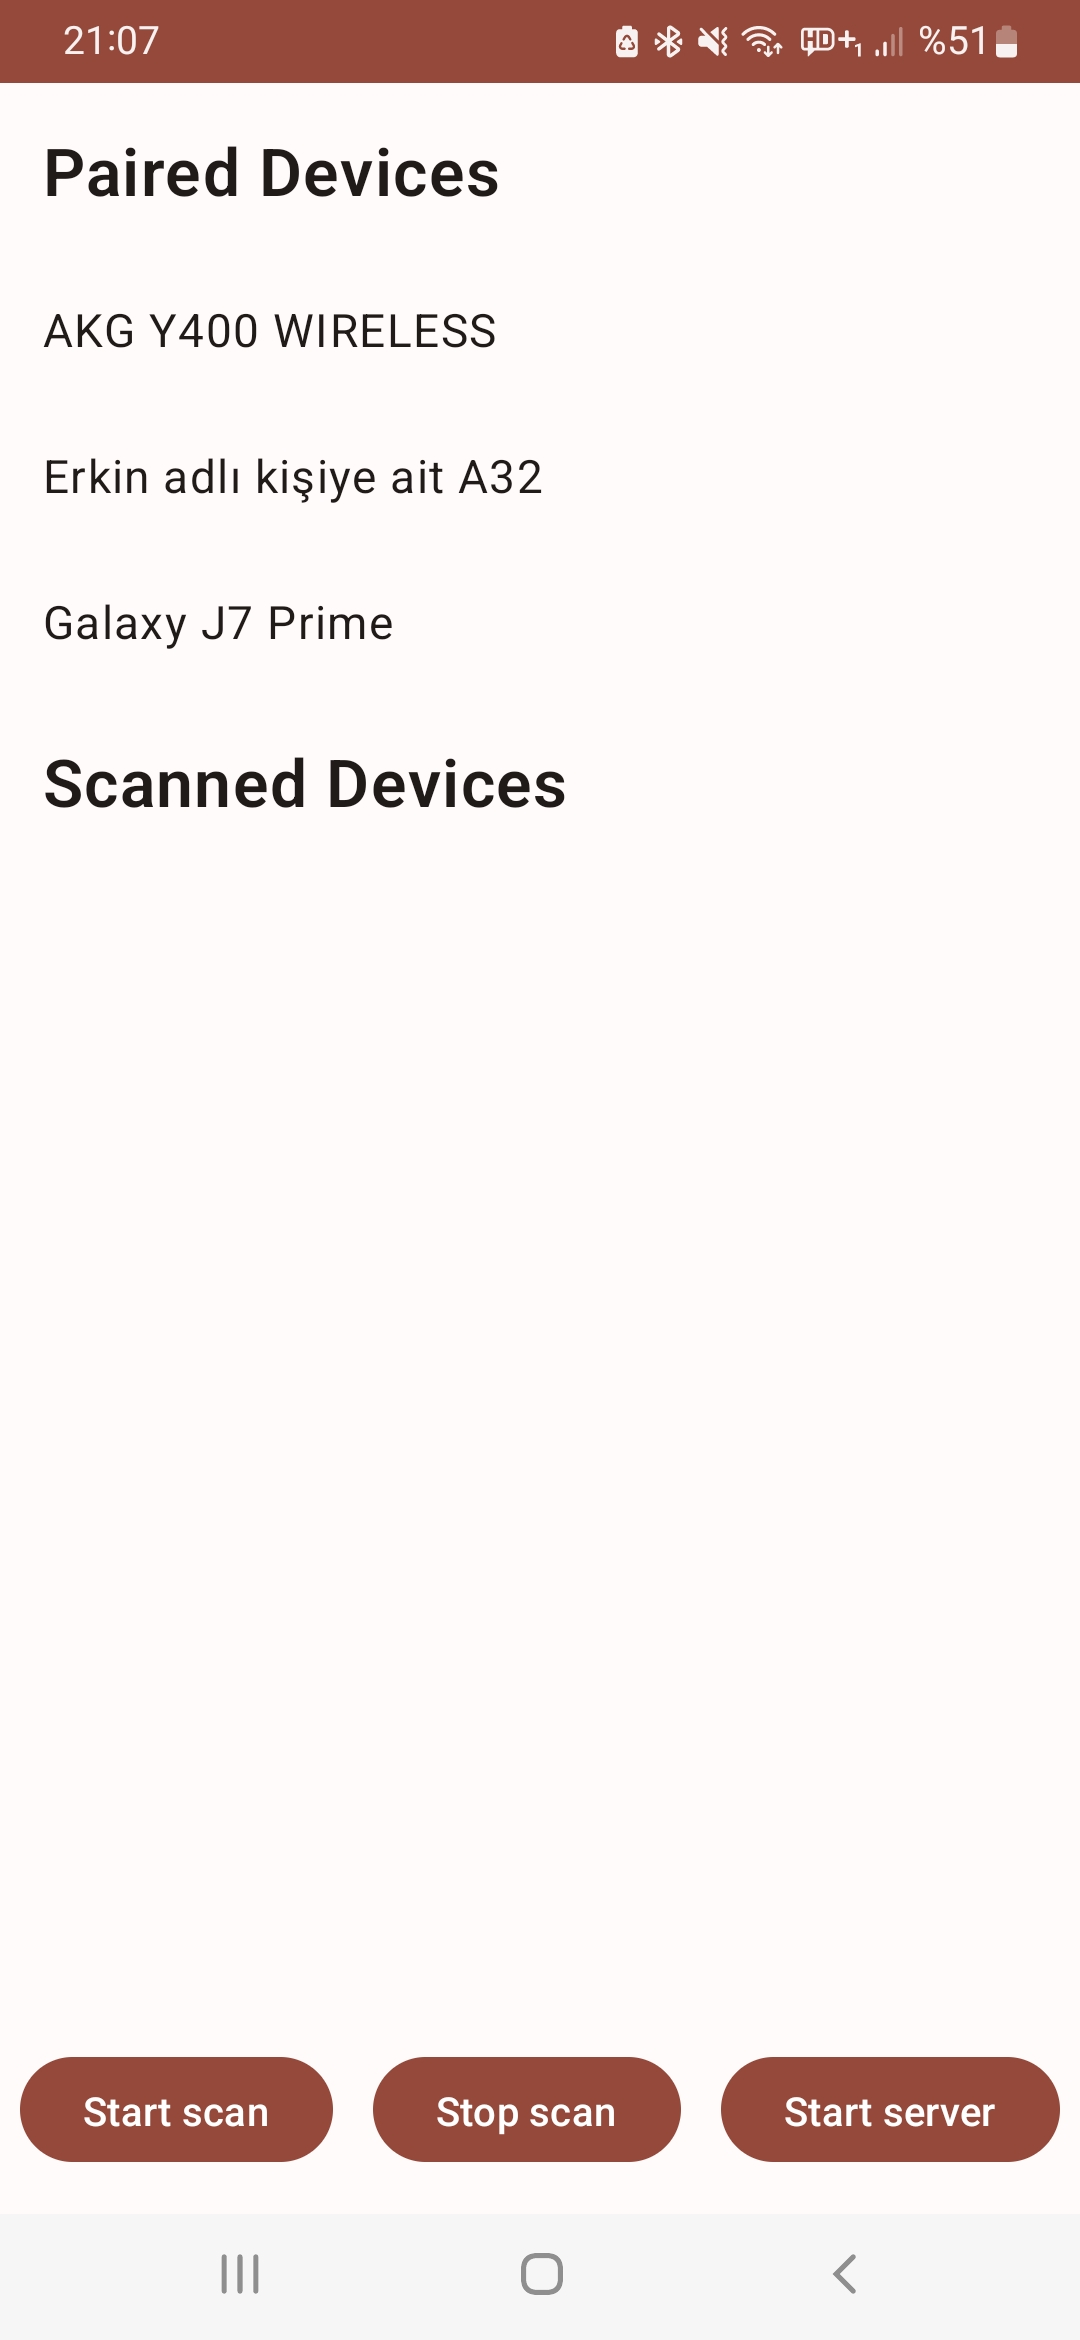 21:07 %51
Paired Devices
AKG Y400 WIRELESS
Erkin adlı kişiye ait A32
Galaxy J7 Prime
Scanned Devices
Start scan Stop scan Start server